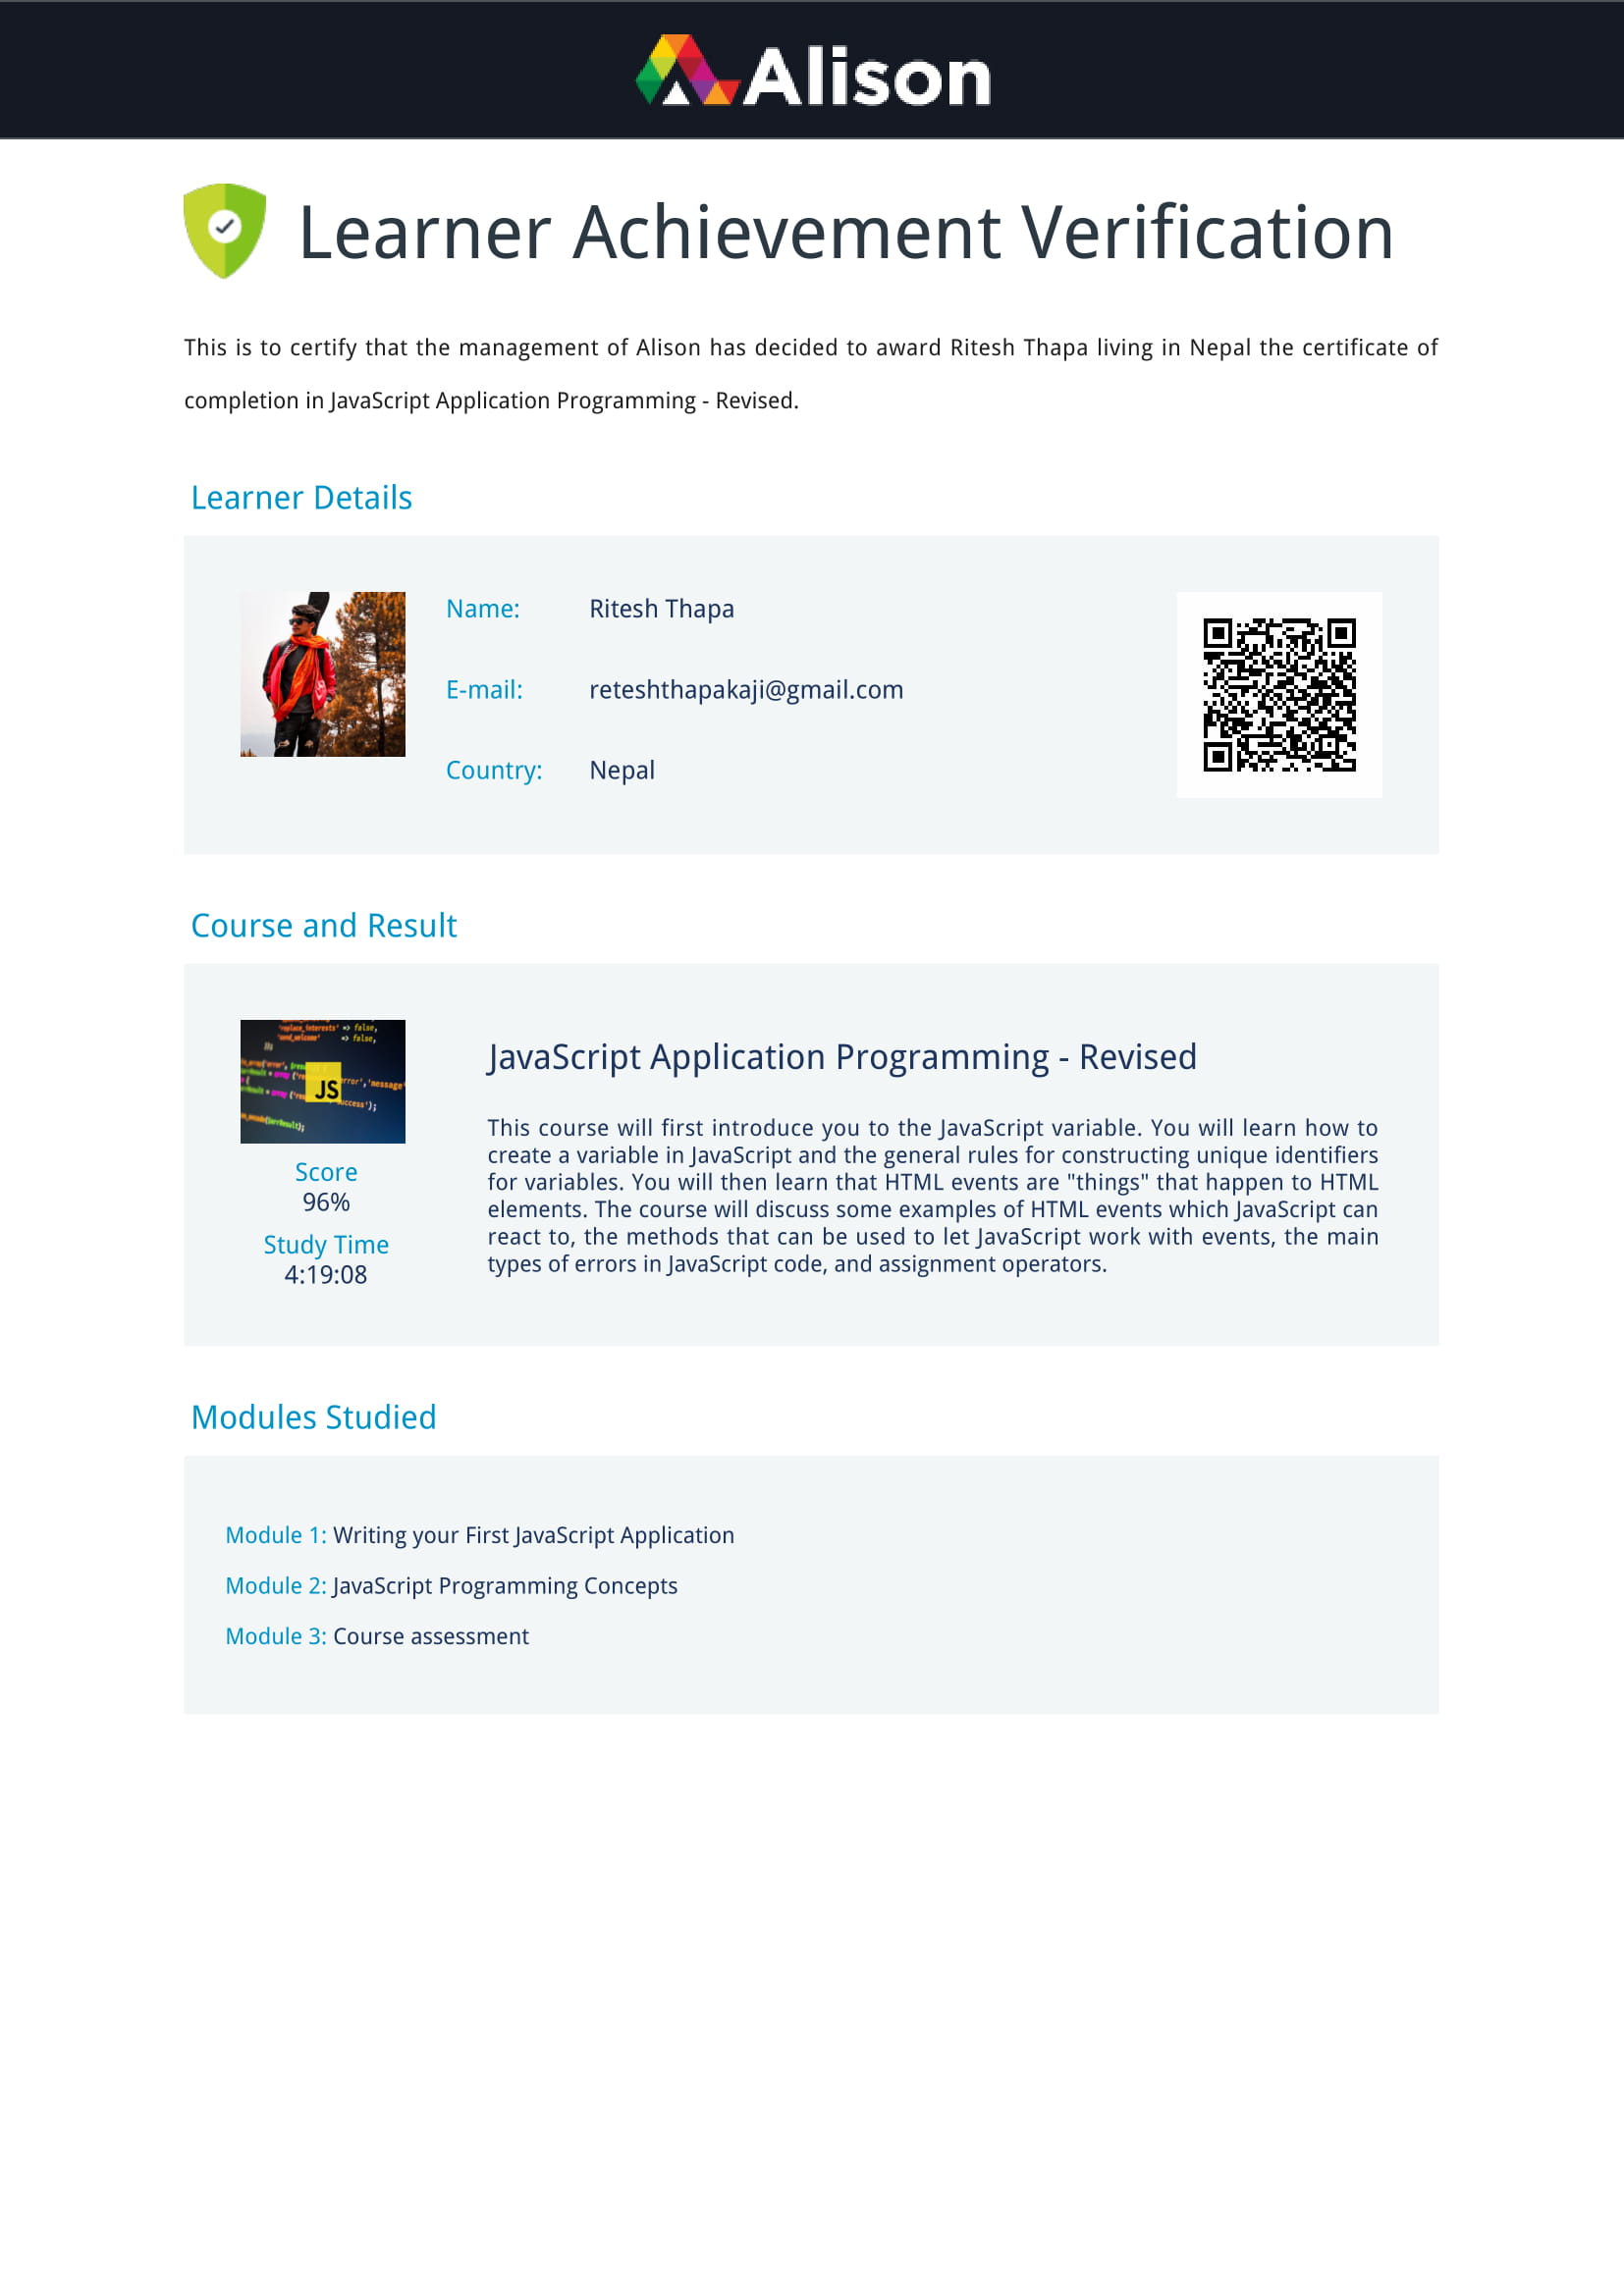 Alison
Learner Achievement Verification
This is to certify that the management of Alison has decided to award Ritesh Thapa living in Nepal the certificate of
completion in JavaScript Application Programming - Revised.
Learner Details
Name: Ritesh Thapa
E-mail: reteshthapakaji@gmail.com
Country: Nepal
Course and Result
'replace_interests' => false,
'send_welcome' => false,
JS
Score
96%
Study Time
4:19:08
JavaScript Application Programming - Revised
This course will first introduce you to the JavaScript variable. You will learn how to
create a variable in JavaScript and the general rules for constructing unique identifiers
for variables. You will then learn that HTML events are "things" that happen to HTML
elements. The course will discuss some examples of HTML events which JavaScript can
react to, the methods that can be used to let JavaScript work with events, the main
types of errors in JavaScript code, and assignment operators.
Modules Studied
Module 1: Writing your First JavaScript Application
Module 2: JavaScript Programming Concepts
Module 3: Course assessment